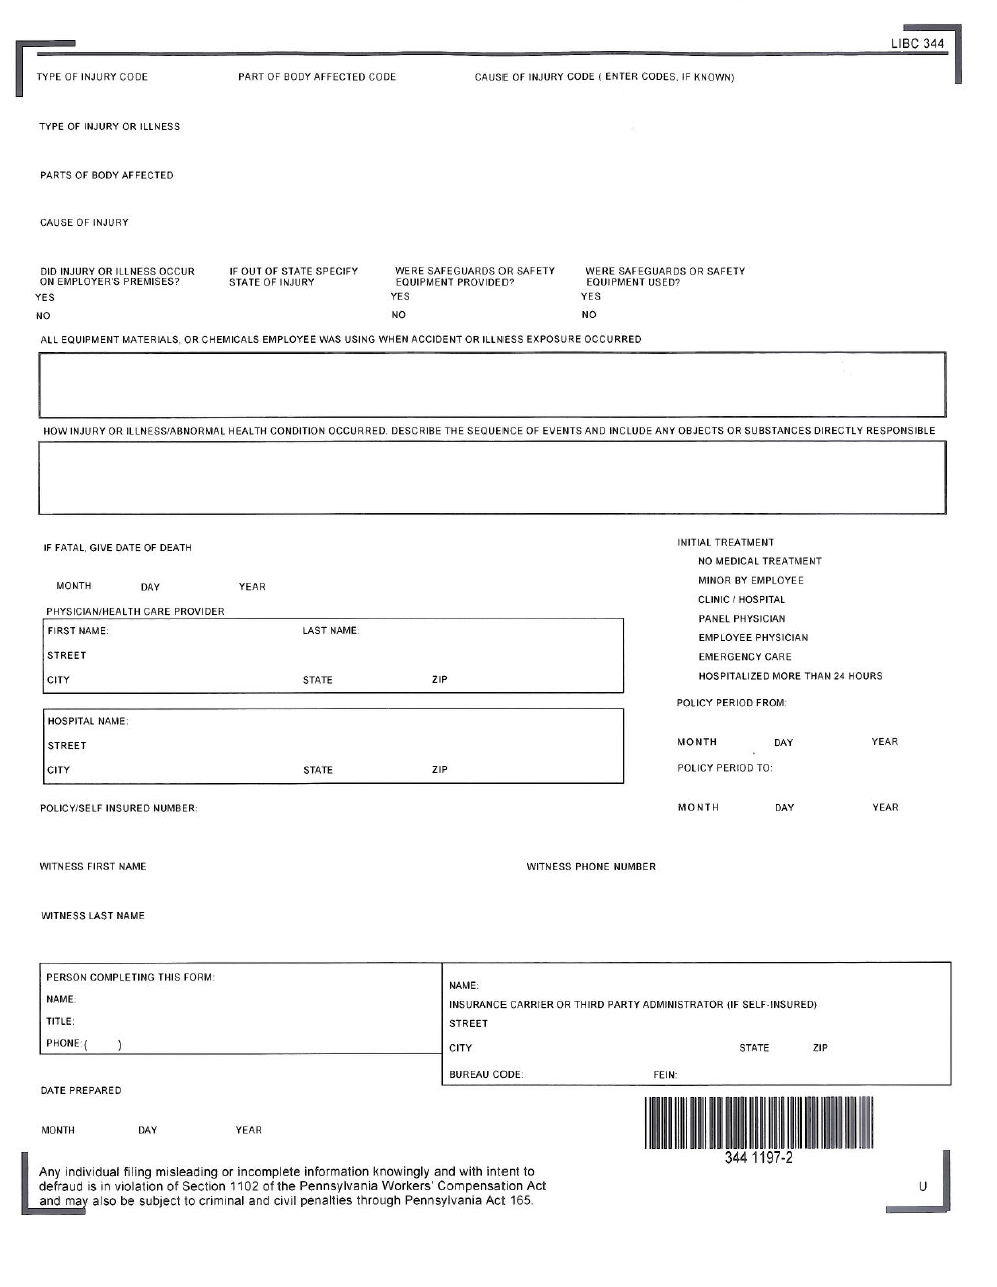 LIBC 344
TYPE OF INJURY CODE PART OF BODY AFFECTED CODE CAUSE OF INJURY CODE ( ENTER CODES, IF KNOWN)
TYPE OF INJURY OR ILLNESS
PARTS OF BODY AFFECTED
CAUSE OF INJURY
DID INJURY OR ILLNESS OCCUR IF OUT OF STATE SPECIFY WERE SAFEGUARDS OR SAFETY WERE SAFEGUARDS OR SAFETY
ON EMPLOYER'S PREMISES? STATE OF INJURY EQUIPMENT PROVIDED? EQUIPMENT USED?
YES YES YES
NO NO NO
ALL EQUIPMENT MATERIALS, OR CHEMICALS EMPLOYEE WAS USING WHEN ACCIDENT OR ILLNESS EXPOSURE OCCURRED
HOW INJURY OR ILLNESS/ABNORMAL HEALTH CONDITION OCCURRED. DESCRIBE THE SEQUENCE OF EVENTS AND INCLUDE ANY OBJECTS OR SUBSTANCES DIRECTLY RESPONSIBLE
IF FATAL, GIVE DATE OF DEATH
MONTH DAY YEAR
PHYSICIAN/HEALTH CARE PROVIDER
FIRST NAME: LAST NAME:
STREET
CITY STATE ZIP
HOSPITAL NAME:
STREET
CITY STATE ZIP
POLICY/SELF INSURED NUMBER:
INITIAL TREATMENT
NO MEDICAL TREATMENT
MINOR BY EMPLOYEE
CLINIC / HOSPITAL
PANEL PHYSICIAN
EMPLOYEE PHYSICIAN
EMERGENCY CARE
HOSPITALIZED MORE THAN 24 HOURS
POLICY PERIOD FROM:
MONTH DAY YEAR
POLICY PERIOD TO:
MONTH DAY YEAR
WITNESS FIRST NAME WITNESS PHONE NUMBER
WITNESS LAST NAME
PERSON COMPLETING THIS FORM:
NAME:
TITLE:
PHONE: ( )
NAME:
INSURANCE CARRIER OR THIRD PARTY ADMINISTRATOR (IF SELF-INSURED)
STREET
CITY STATE ZIP
BUREAU CODE: FEIN:
DATE PREPARED
MONTH DAY YEAR
344 1197-2
Any individual filing misleading or incomplete information knowingly and with intent to
defraud is in violation of Section 1102 of the Pennsylvania Workers' Compensation Act
and may also be subject to criminal and civil penalties through Pennsylvania Act 165.
U